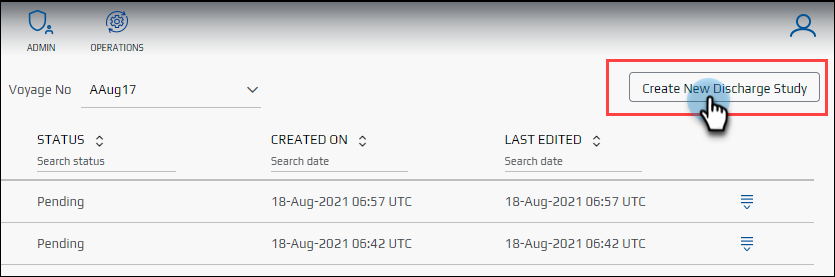 ADMIN OPERATIONS
Voyage No AAug17 Create New Discharge Study
STATUS CREATED ON LAST EDITED
Search status Search date Search date
Pending 18-Aug-2021 06:57 UTC 18-Aug-2021 06:57 UTC
Pending 18-Aug-2021 06:42 UTC 18-Aug-2021 06:42 UTC